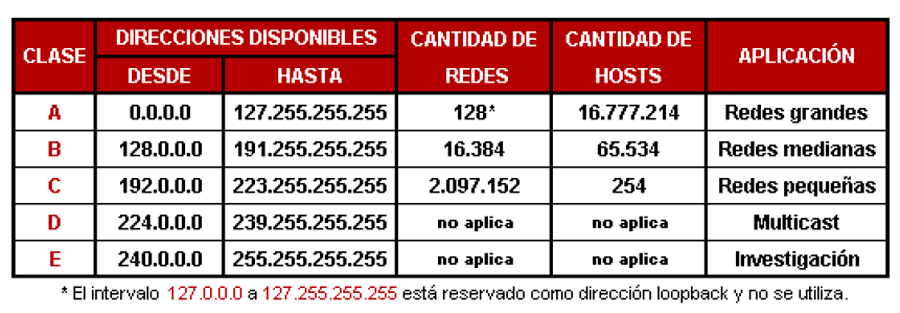 CLASE DIRECCIONES DISPONIBLES CANTIDAD DE REDES CANTIDAD DE HOSTS APLICACIÓN
DESDE HASTA
A 0.0.0.0 127.255.255.255 128* 16.777.214 Redes grandes
B 128.0.0.0 191.255.255.255 16.384 65.534 Redes medianas
C 192.0.0.0 223.255.255.255 2.097.152 254 Redes pequeñas
D 224.0.0.0 239.255.255.255 no aplica no aplica Multicast
E 240.0.0.0 255.255.255.255 no aplica no aplica Investigación
* El intervalo 127.0.0.0 a 127.255.255.255 está reservado como dirección loopback y no se utiliza.